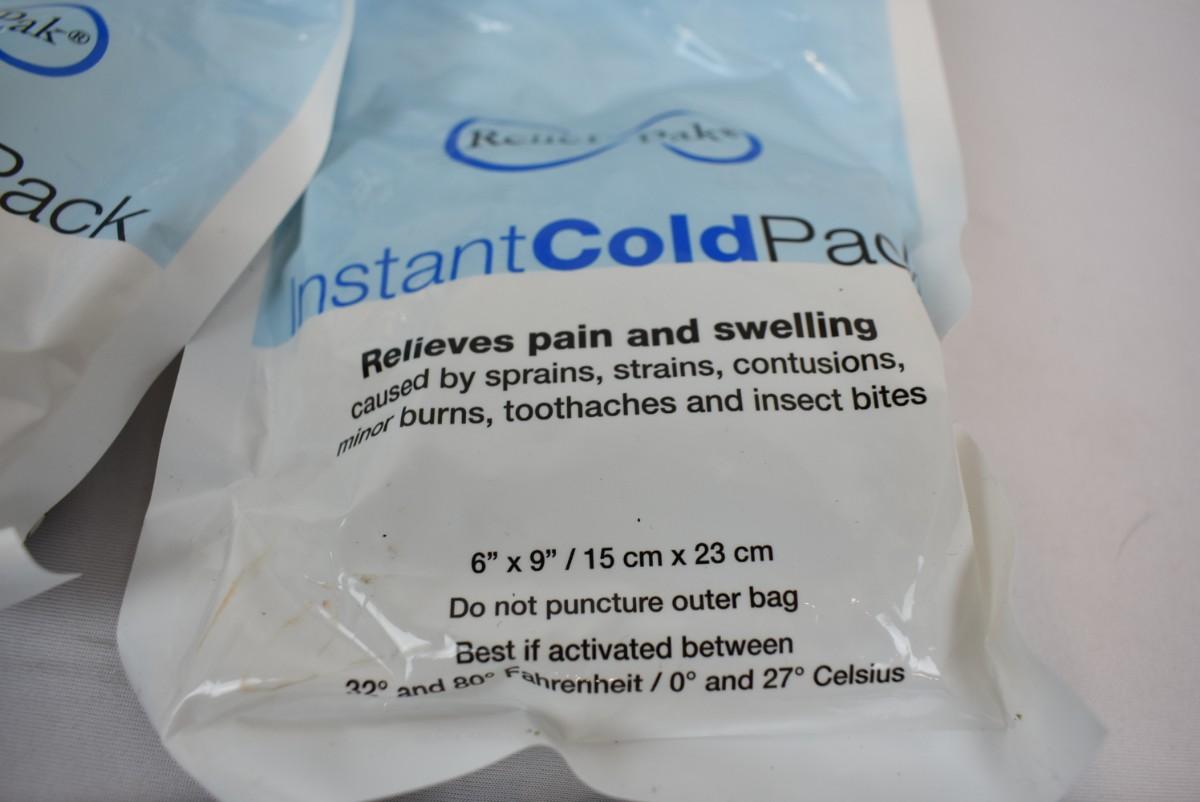 Pak®
Pack
Relief Pak®
InstantColdPac
Relieves pain and swelling
caused by sprains, strains, contusions,
minor burns, toothaches and insect bites
6” x 9” / 15 cm x 23 cm
Do not puncture outer bag
Best if activated between
32° and 80° Fahrenheit / 0° and 27° Celsius